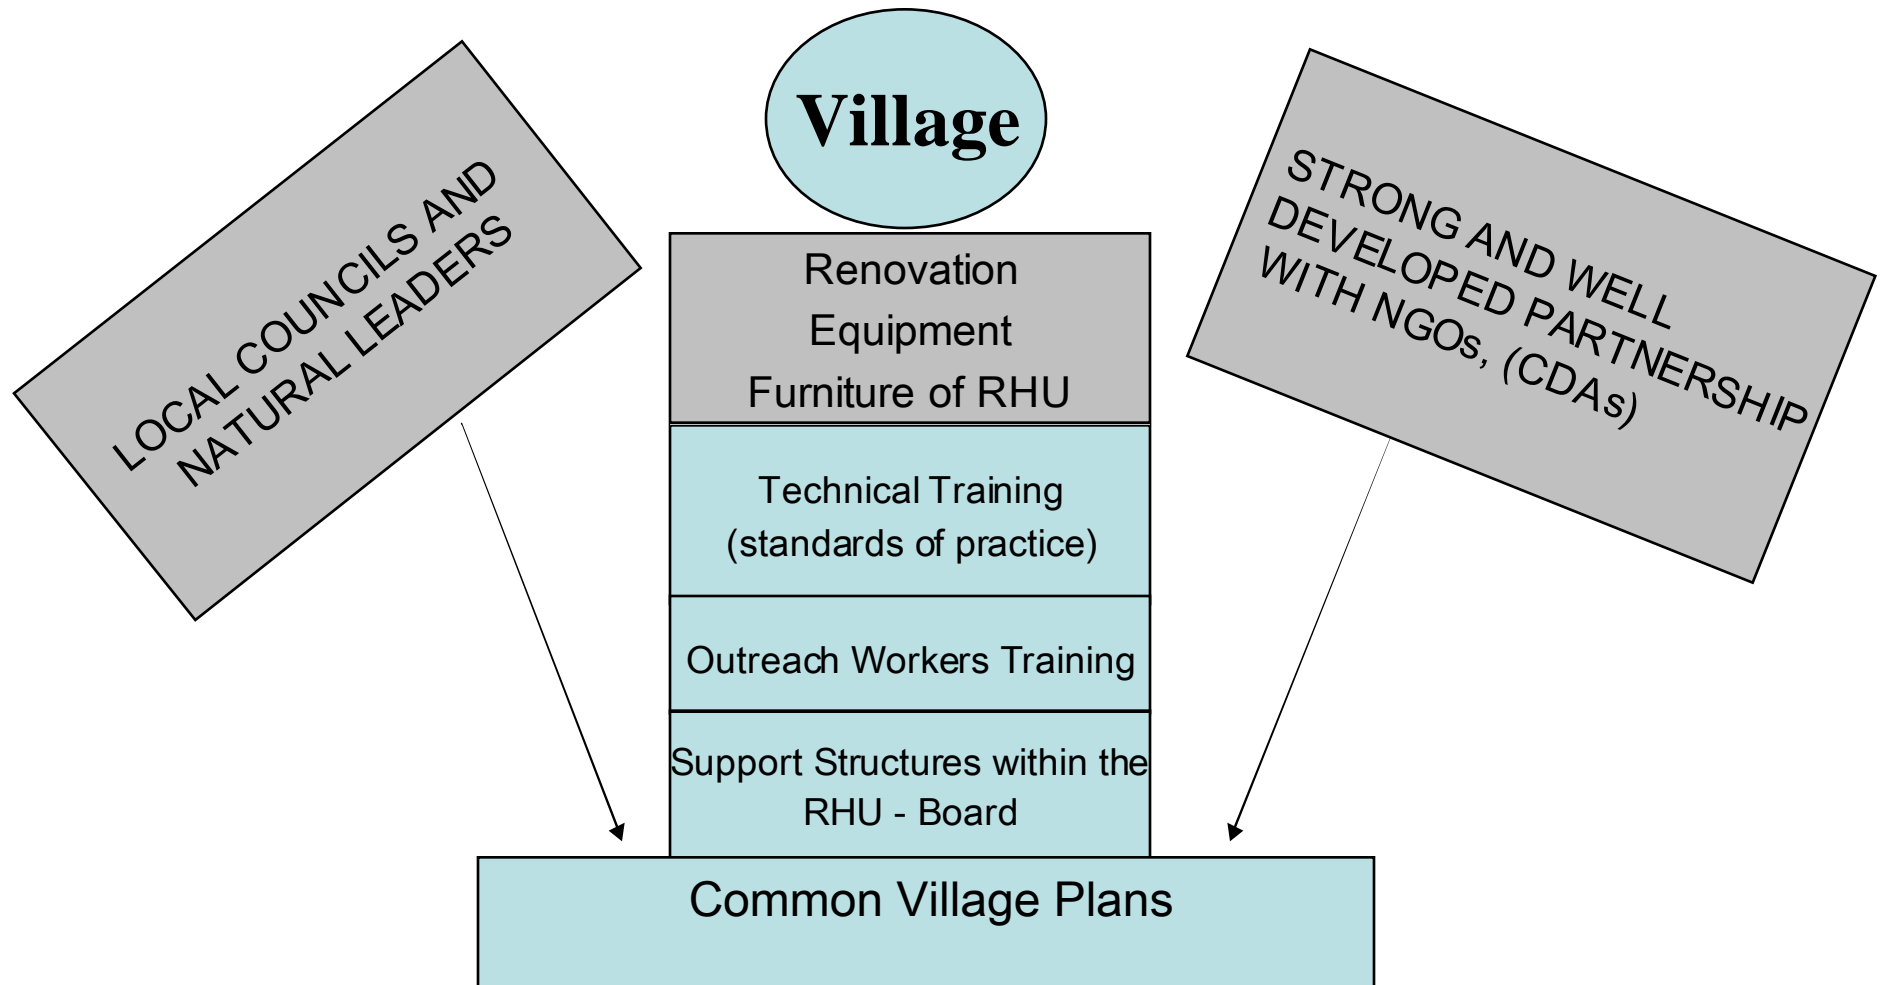 Village
LOCAL COUNCILS AND
NATURAL LEADERS
STRONG AND WELL
DEVELOPED PARTNERSHIP
WITH NGOs, (CDAs)
Renovation
Equipment
Furniture of RHU
Technical Training
(standards of practice)
Outreach Workers Training
Support Structures within the
RHU - Board
Common Village Plans